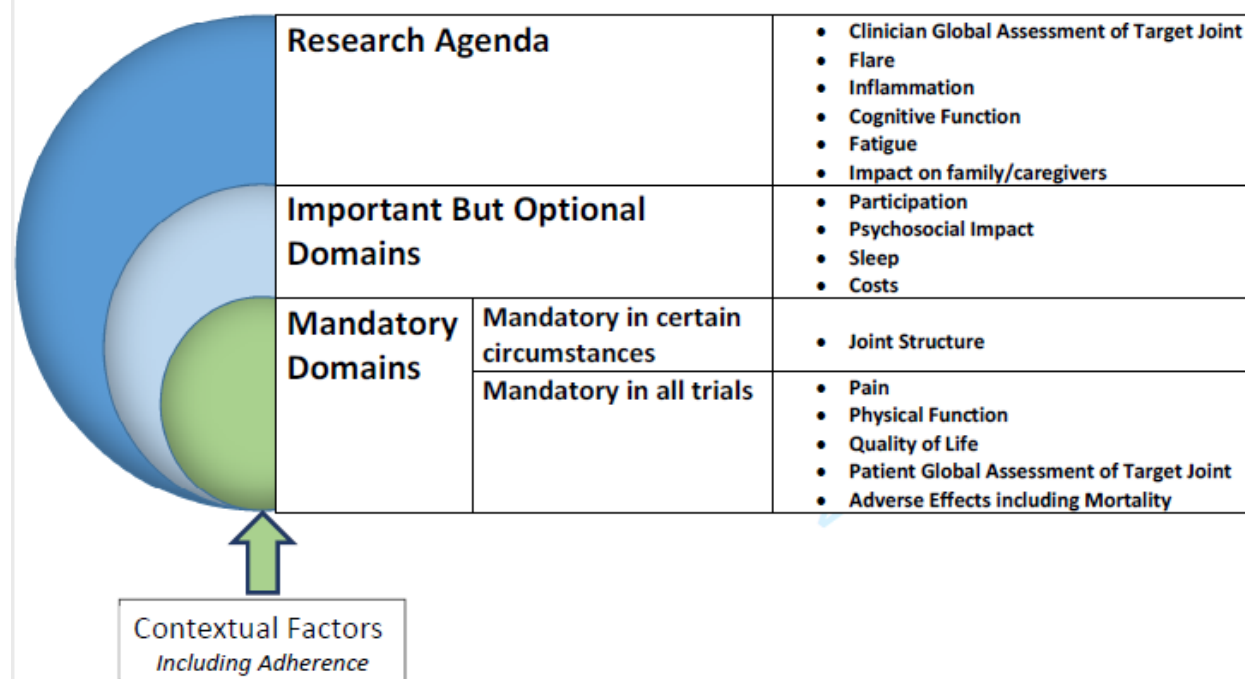 Research Agenda
• Clinician Global Assessment of Target Joint
• Flare
• Inflammation
• Cognitive Function
• Fatigue
• Impact on family/caregivers
Important But Optional
Domains
• Participation
• Psychosocial Impact
• Sleep
• Costs
Mandatory
Domains
Mandatory in certain
circumstances
• Joint Structure
Mandatory in all trials
• Pain
• Physical Function
• Quality of Life
• Patient Global Assessment of Target Joint
• Adverse Effects including Mortality
Contextual Factors
Including Adherence